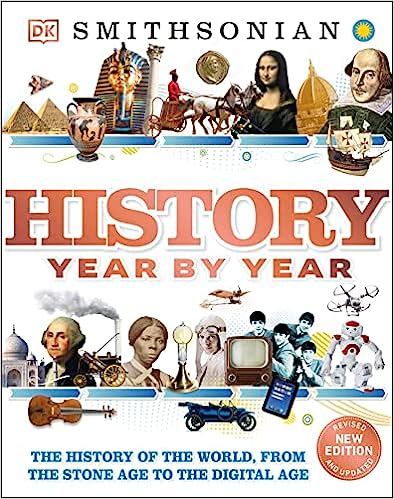 DK
SMITHSONIAN
HISTORY
YEAR BY YEAR
THE HISTORY OF THE WORLD, FROM
THE STONE AGE TO THE DIGITAL AGE
REVISED
NEW
EDITION
AND UPDATED